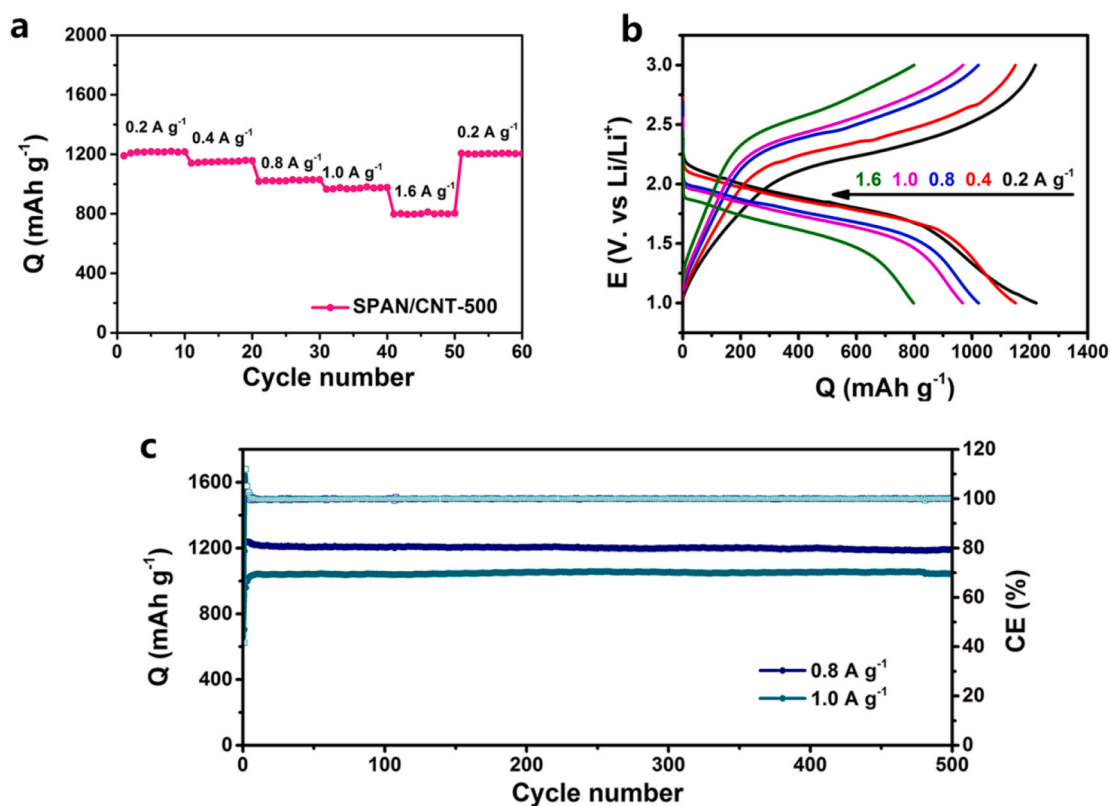 a
2000
1600
1200
800
400
0
Q (mAh g⁻¹)
0.2 A g⁻¹
0.4 A g⁻¹
0.8 A g⁻¹
1.0 A g⁻¹
1.6 A g⁻¹
0.2 A g⁻¹
SPAN/CNT-500
0 10 20 30 40 50 60
Cycle number
b
3.0
2.5
2.0
1.5
1.0
E (V. vs Li/Li⁺)
1.6 1.0 0.8 0.4 0.2 A g⁻¹
0 200 400 600 800 1000 1200 1400
Q (mAh g⁻¹)
c
1600
1200
800
400
0
Q (mAh g⁻¹)
120
100
80
60
40
20
0
CE (%)
0.8 A g⁻¹
1.0 A g⁻¹
0 100 200 300 400 500
Cycle number